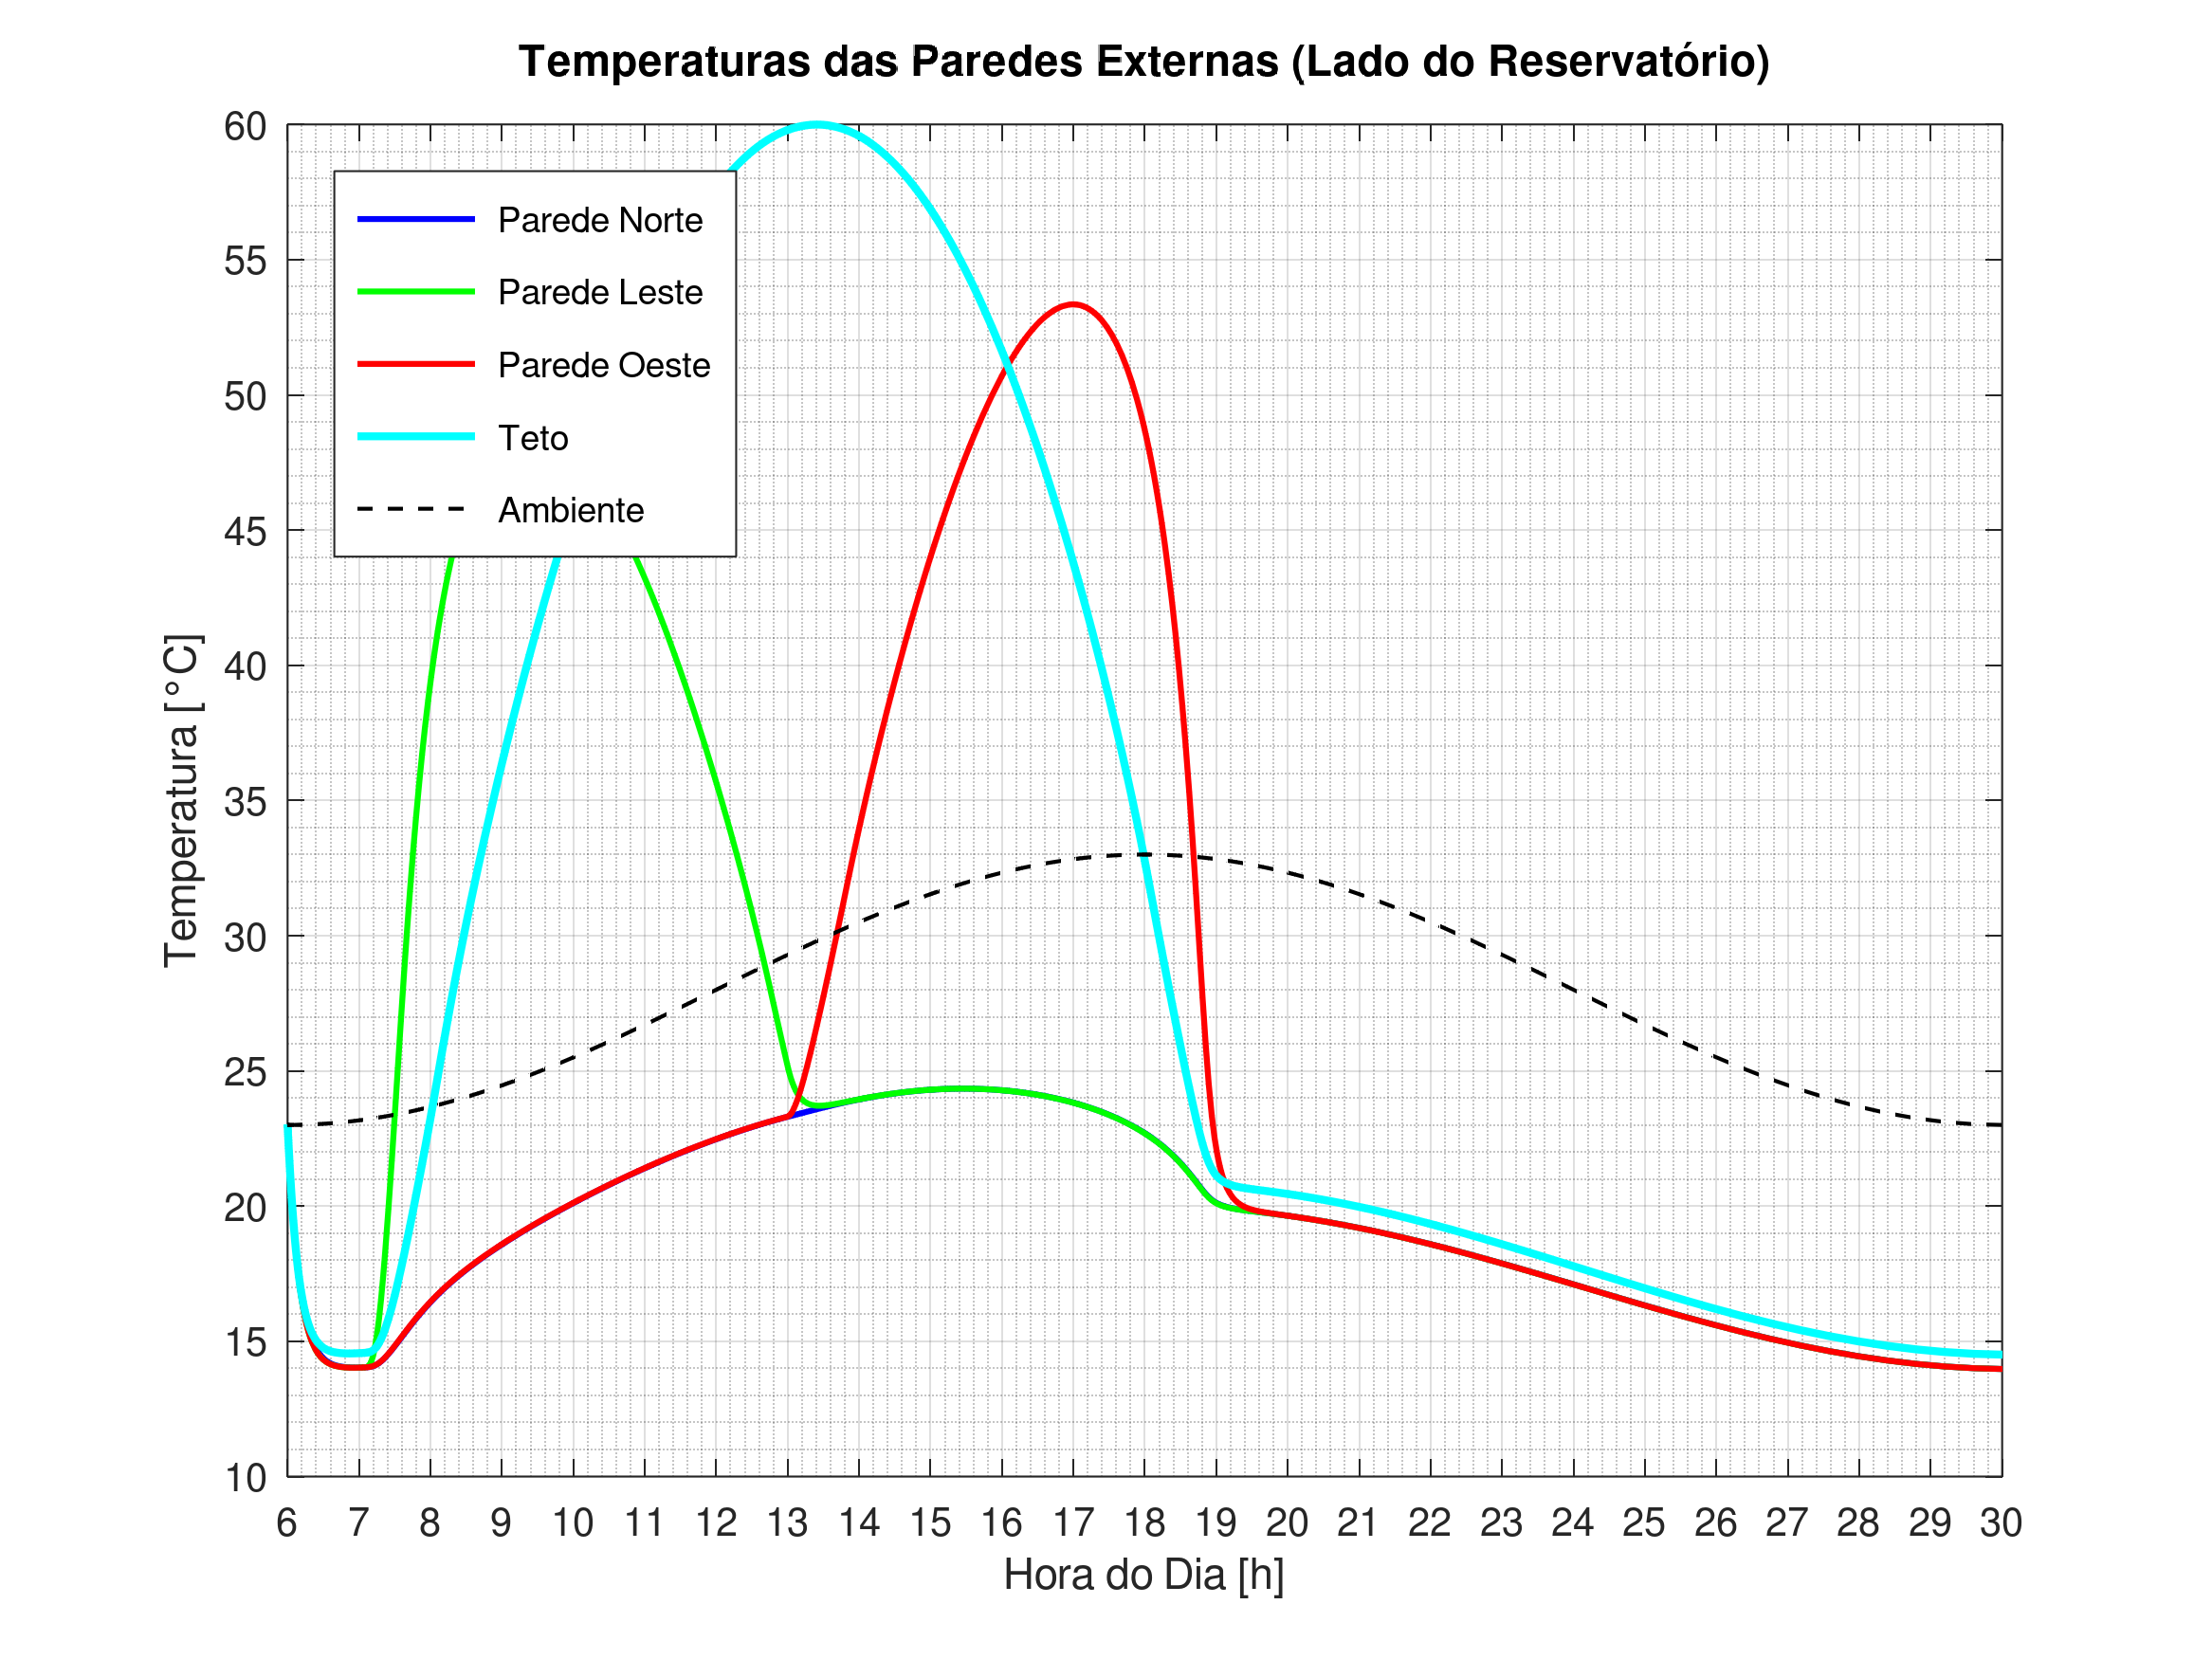 Temperaturas das Paredes Externas (Lado do Reservatório)
60
55
50
45
40
35
30
25
20
15
10
Temperatura [°C]
Parede Norte
Parede Leste
Parede Oeste
Teto
Ambiente
6 7 8 9 10 11 12 13 14 15 16 17 18 19 20 21 22 23 24 25 26 27 28 29 30
Hora do Dia [h]